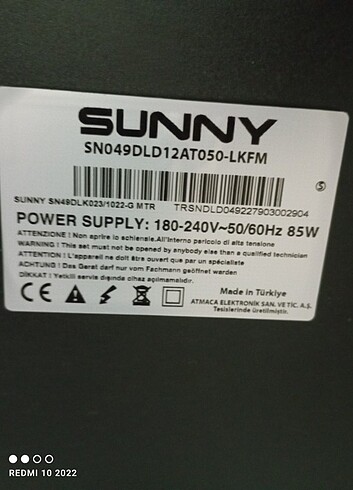 SUNNY
SN049DLD12AT050-LKFM
S
SUNNY SN49DLK023/1022-G MTR TRSNDLD049227903002904
POWER SUPPLY: 180-240V~50/60Hz 85W
ATTENZIONE ! Non aprire lo schienale.All'interno pericolo di alta tensione
WARNING ! This set must not be opened by anybody else than a qualified technician
ATTENTION ! L'appareil ne doit être ouvert que par un spécialiste
ACHTUNG ! Das Gerat darf nur vom Fachmann geöffnet warden
DİKKAT ! Yetkili servis dışında cihaz açılmamalıdır.
CE
Made in Türkiye
ATMACA ELEKTRONİK SAN. VE TİC. A.Ş.
Tesislerinde üretilmiştir.
REDMI 10 2022